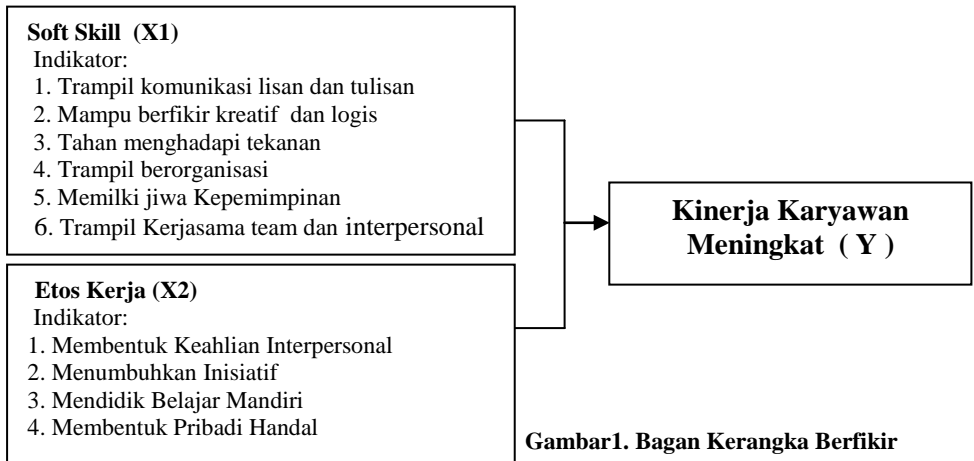 Soft Skill (X1)
Indikator:
1. Trampil komunikasi lisan dan tulisan
2. Mampu berfikir kreatif dan logis
3. Tahan menghadapi tekanan
4. Trampil berorganisasi
5. Memilki jiwa Kepemimpinan
6. Trampil Kerjasama team dan interpersonal
Etos Kerja (X2)
Indikator:
1. Membentuk Keahlian Interpersonal
2. Menumbuhkan Inisiatif
3. Mendidik Belajar Mandiri
4. Membentuk Pribadi Handal
Kinerja Karyawan
Meningkat ( Y )
Gambar1. Bagan Kerangka Berfikir